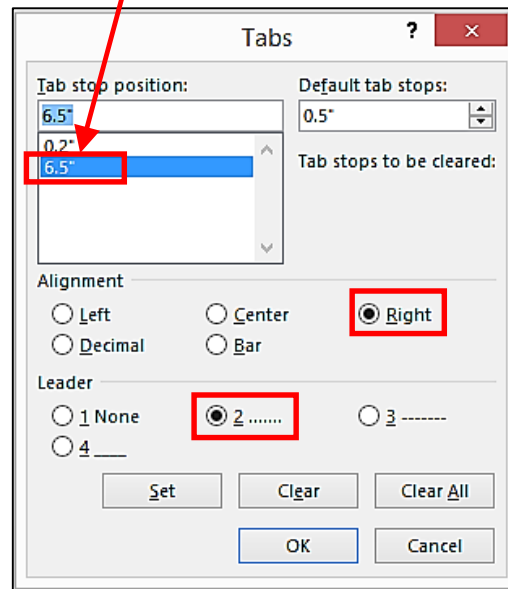 Tabs ? ×
Tab stop position: Default tab stops:
6.5" 0.5"
0.2" Tab stops to be cleared:
6.5"
Alignment
Left Center Right
Decimal Bar
Leader
1 None 2 ....... 3 -------
4 ___
Set Clear Clear All
OK Cancel